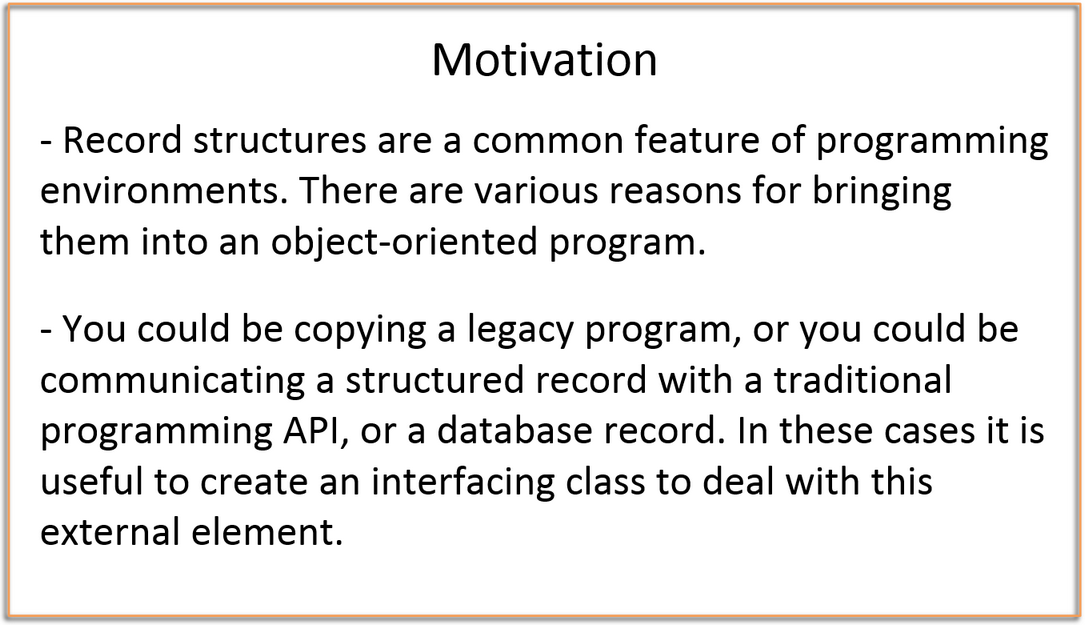 Motivation
- Record structures are a common feature of programming
environments. There are various reasons for bringing
them into an object-oriented program.
- You could be copying a legacy program, or you could be
communicating a structured record with a traditional
programming API, or a database record. In these cases it is
useful to create an interfacing class to deal with this
external element.